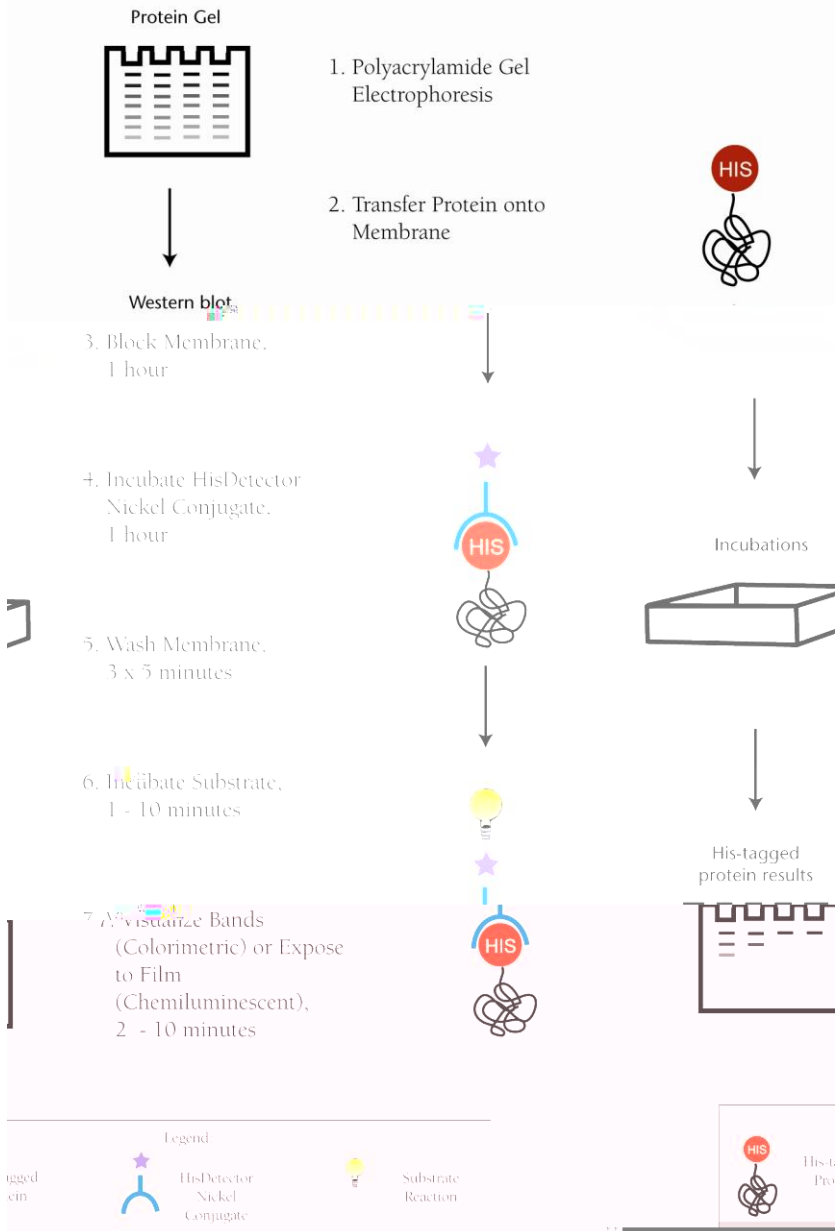 Protein Gel
1. Polyacrylamide Gel
Electrophoresis
HIS
2. Transfer Protein onto
Membrane
Western blot
3. Block Membrane,
1 hour
4. Incubate HisDetector
Nickel Conjugate,
1 hour
HIS
Incubations
5. Wash Membrane,
3 x 5 minutes
6. Incubate Substrate,
1 - 10 minutes
His-tagged
protein results
Visualize Bands
(Colorimetric) or Expose
to Film
(Chemiluminescent),
2 - 10 minutes
HIS
Legend
HisDetector
Nickel
Conjugate
Substrate
Reaction
HIS